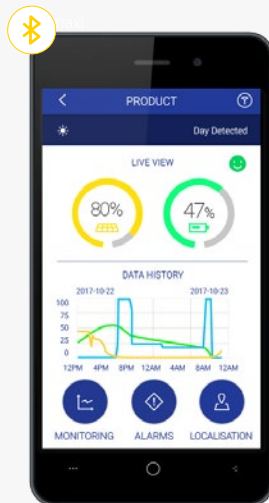 PRODUCT
Day Detected
LIVE VIEW
80%
47%
DATA HISTORY
2017-10-22 2017-10-23
100
75
50
25
0
12PM 4PM 8PM 12AM 4AM 8AM 12AM
MONITORING ALARMS LOCALISATION